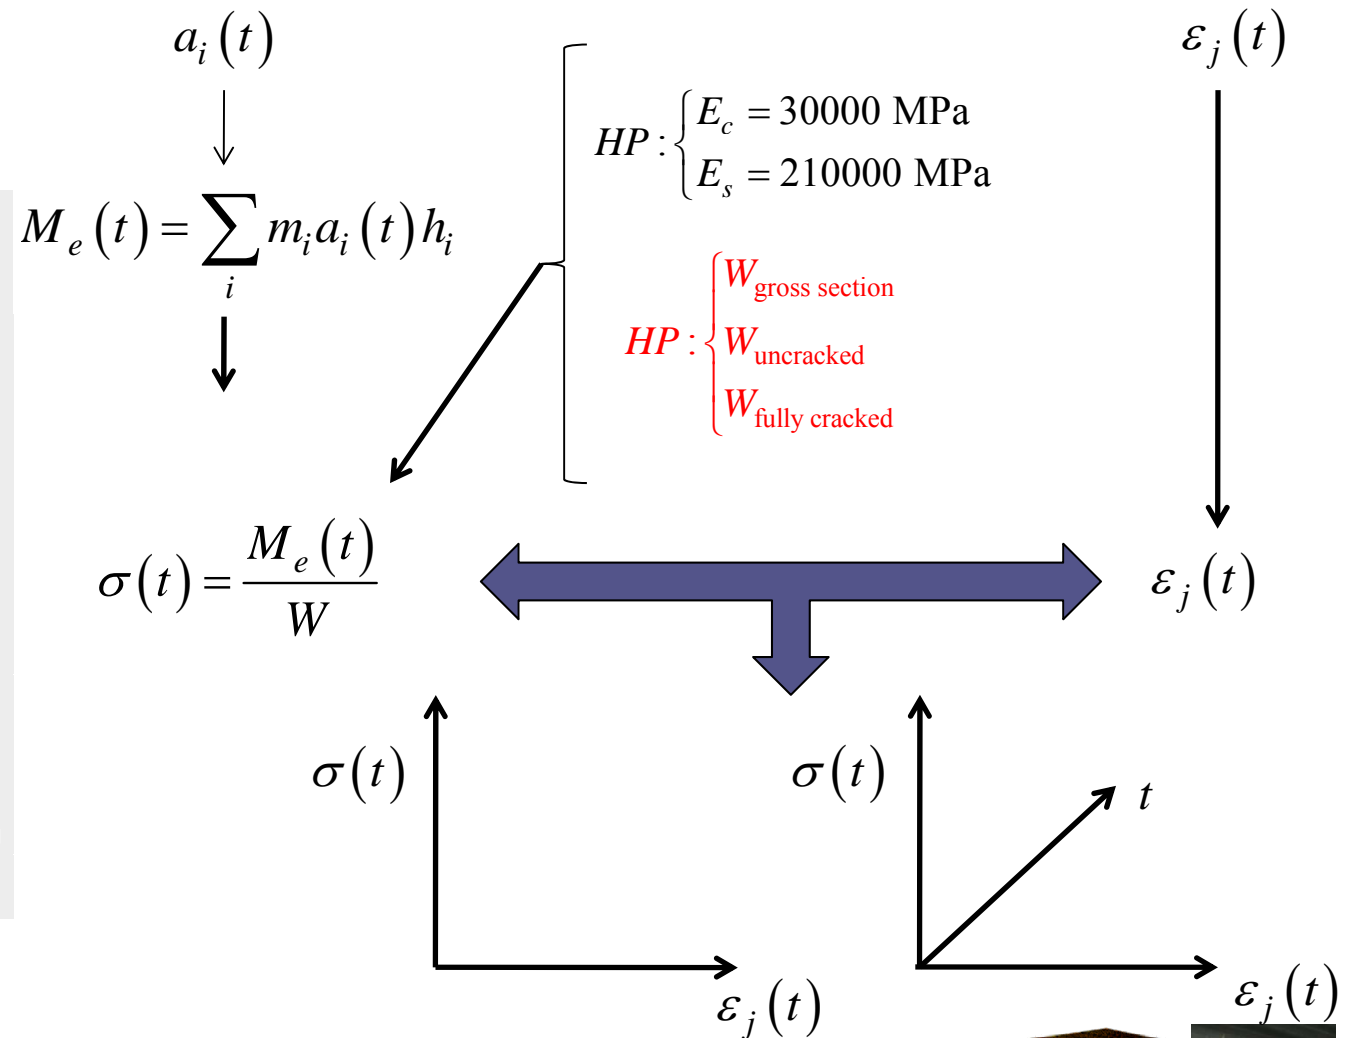 a_i(t)
ε_j(t)
HP : { E_c = 30000 MPa
E_s = 210000 MPa
M_e(t) = ∑_i m_i a_i(t) h_i
HP : { W_gross section
W_uncracked
W_fully cracked
σ(t) = M_e(t) / W
ε_j(t)
σ(t)
σ(t)
t
ε_j(t)
ε_j(t)